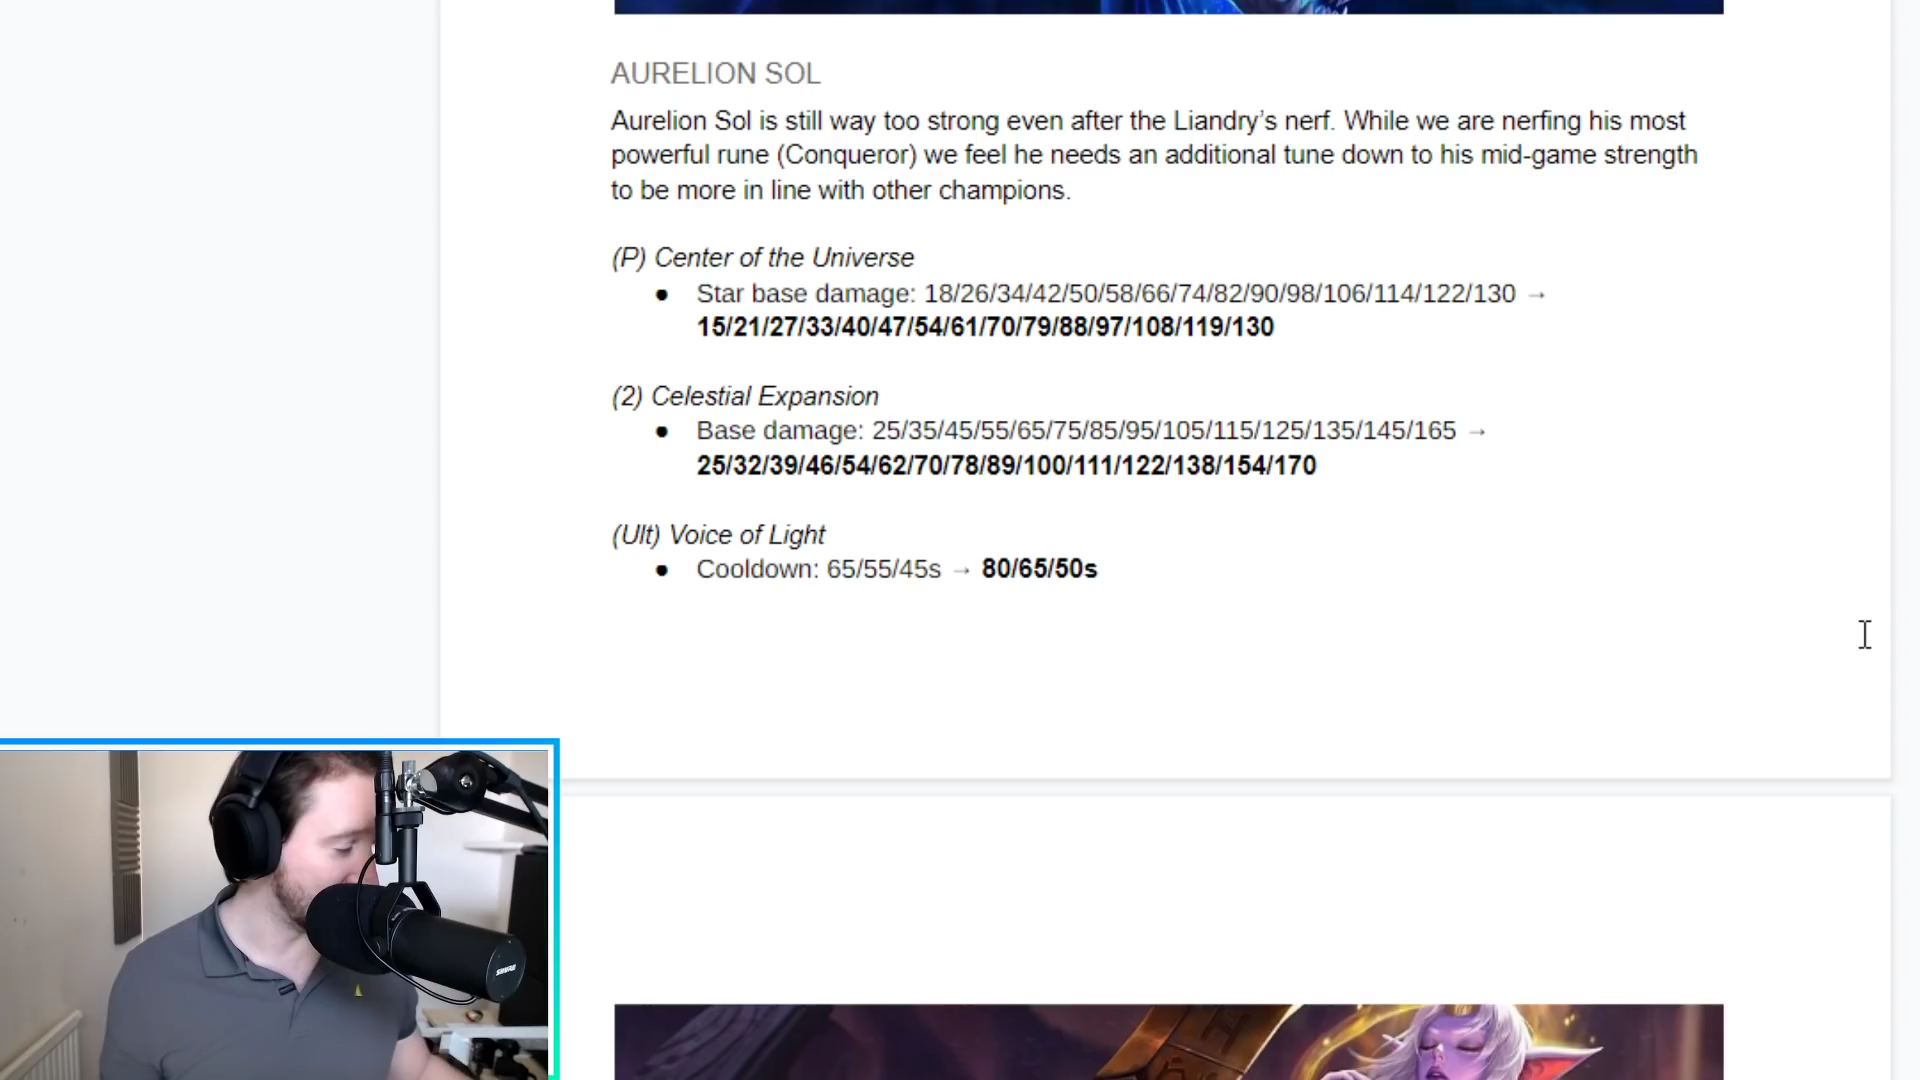 AURELION SOL
Aurelion Sol is still way too strong even after the Liandry’s nerf. While we are nerfing his most
powerful rune (Conqueror) we feel he needs an additional tune down to his mid-game strength
to be more in line with other champions.
(P) Center of the Universe
● Star base damage: 18/26/34/42/50/58/66/74/82/90/98/106/114/122/130 →
15/21/27/33/40/47/54/61/70/79/88/97/108/119/130
(2) Celestial Expansion
● Base damage: 25/35/45/55/65/75/85/95/105/115/125/135/145/165 →
25/32/39/46/54/62/70/78/89/100/111/122/138/154/170
(Ult) Voice of Light
● Cooldown: 65/55/45s → 80/65/50s
SHURE